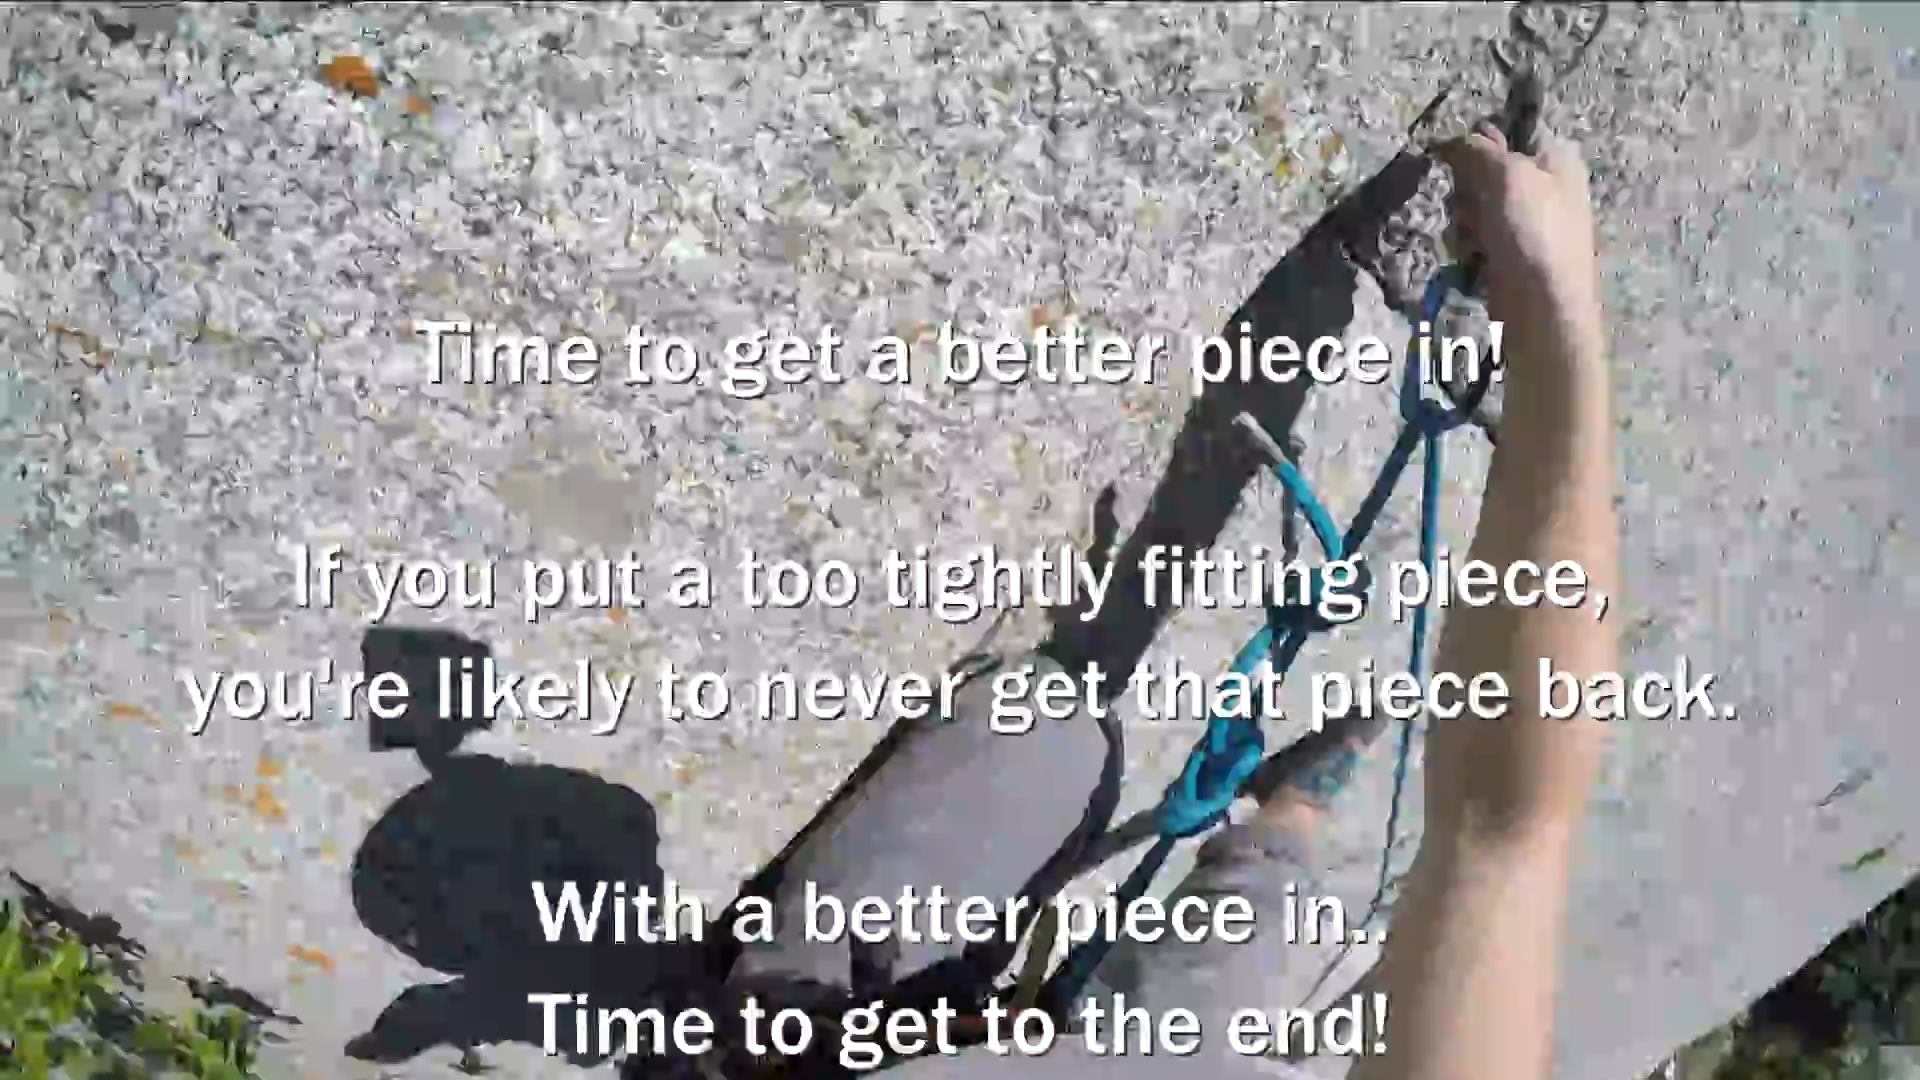 Time to get a better piece in!
If you put a too tightly fitting piece,
you're likely to never get that piece back.
With a better piece in..
Time to get to the end!